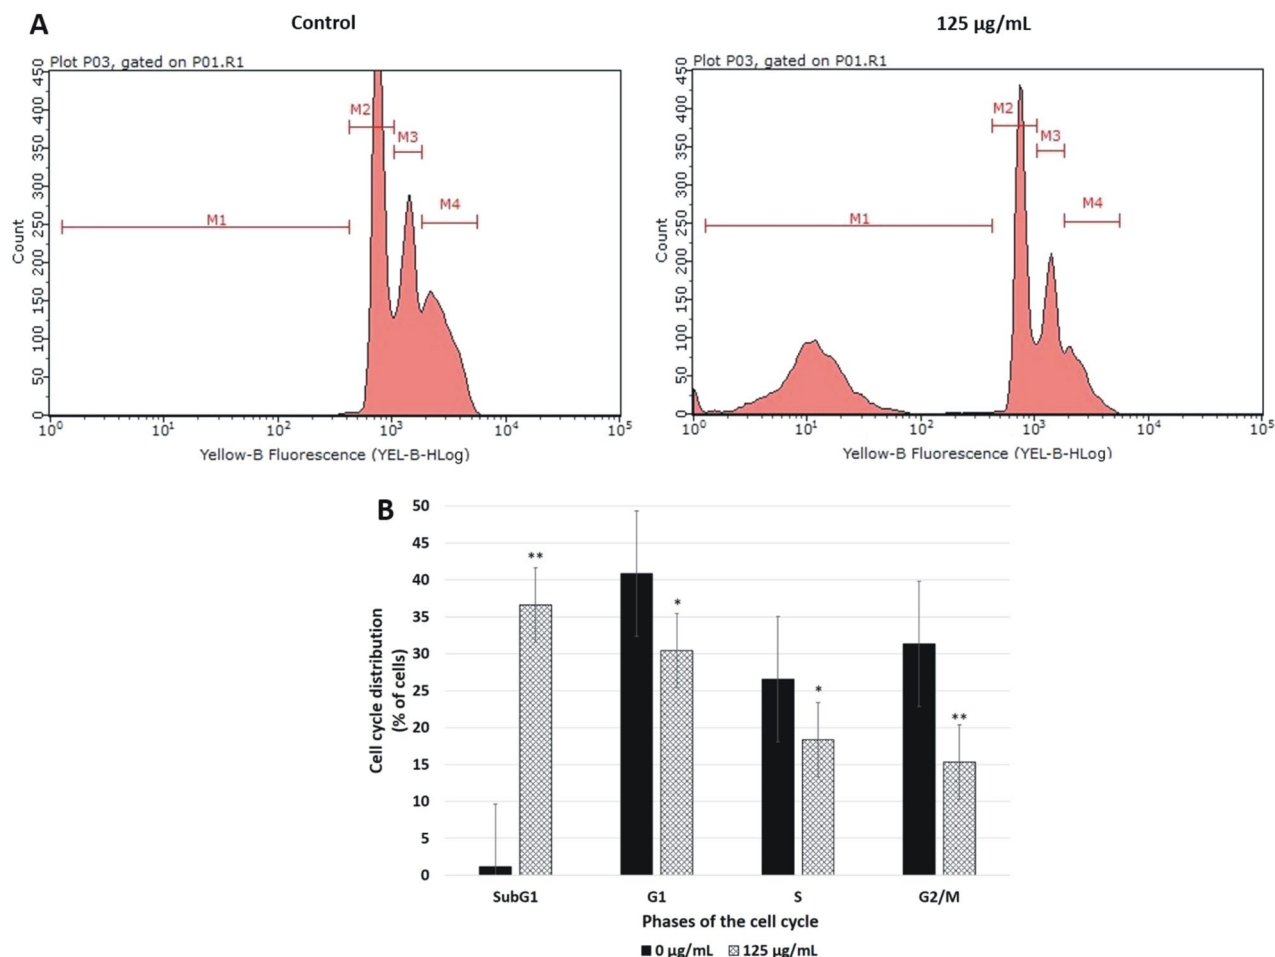 A
Control
125 µg/mL
Plot P03, gated on P01.R1
Plot P03, gated on P01.R1
450
400
350
300
250
200
150
100
50
0
Count
M1
M2
M3
M4
10⁰ 10¹ 10² 10³ 10⁴ 10⁵
Yellow-B Fluorescence (YEL-B-HLog)
450
400
350
300
250
200
150
100
50
0
Count
M1
M2
M3
M4
10⁰ 10¹ 10² 10³ 10⁴ 10⁵
Yellow-B Fluorescence (YEL-B-HLog)
B
50
45
40
35
30
25
20
15
10
5
0
Cell cycle distribution
(% of cells)
**
*
*
**
SubG1 G1 S G2/M
Phases of the cell cycle
0 µg/mL 125 µg/mL